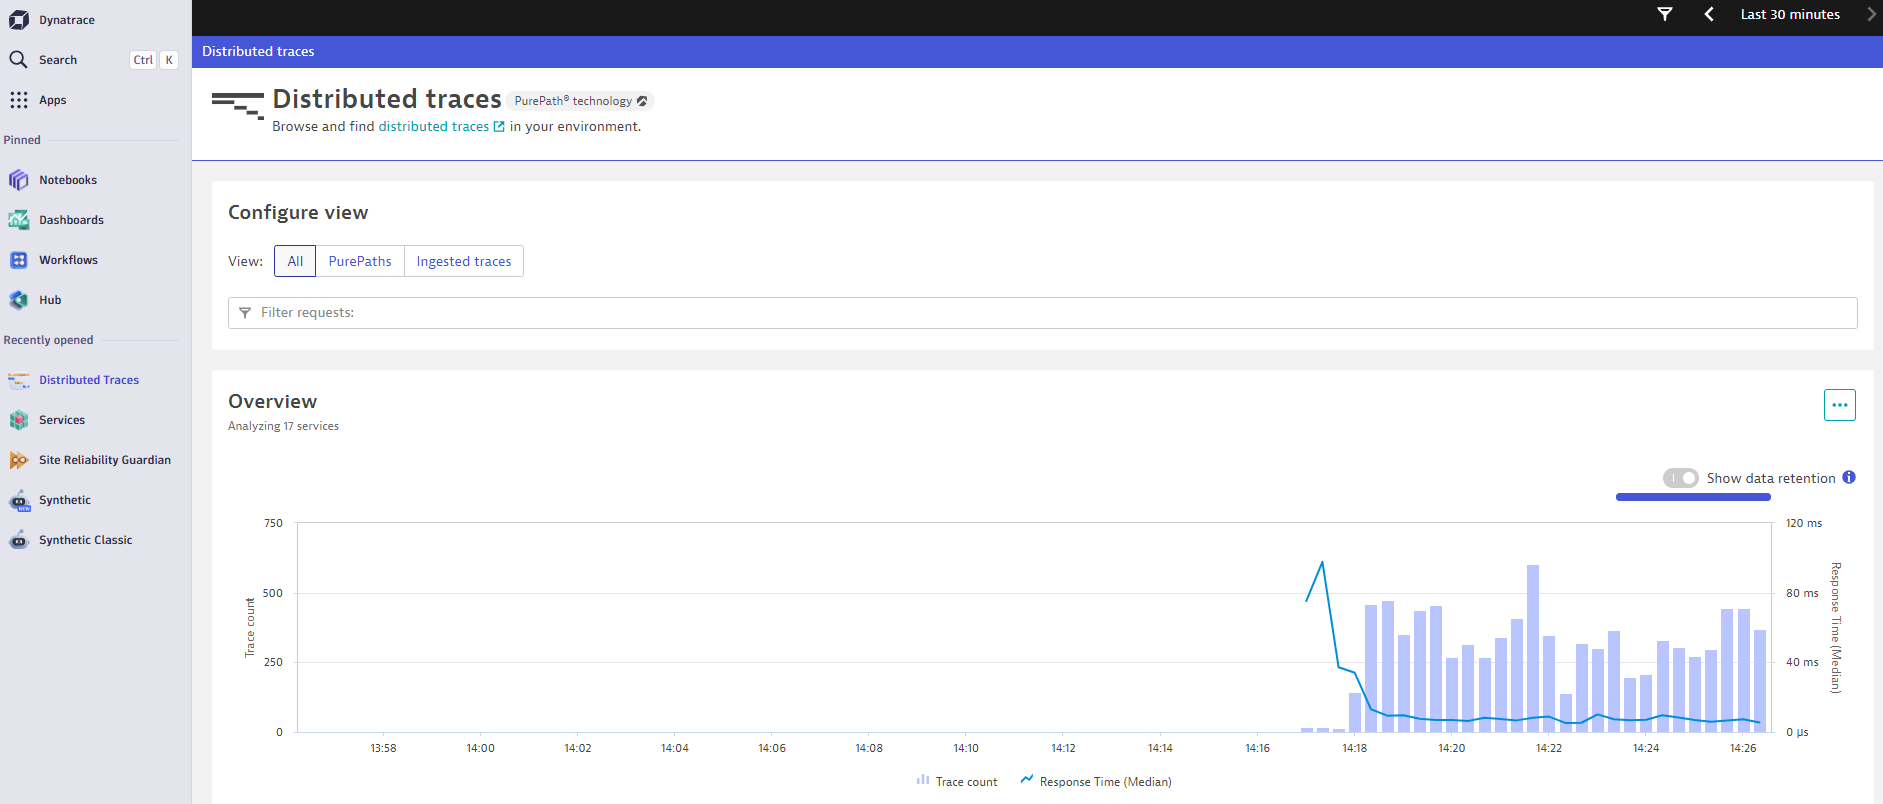 Dynatrace
Search Ctrl K
Apps
Pinned
Notebooks
Dashboards
Workflows
Hub
Recently opened
Distributed Traces
Services
Site Reliability Guardian
Synthetic
NEW
Synthetic Classic
Last 30 minutes
Distributed traces
Distributed traces PurePath® technology
Browse and find distributed traces in your environment.
Configure view
View: All PurePaths Ingested traces
Filter requests:
Overview
Analyzing 17 services
Show data retention
Trace count
750
500
250
0
120 ms
80 ms
40 ms
0 µs
Response Time (Median)
13:58 14:00 14:02 14:04 14:06 14:08 14:10 14:12 14:14 14:16 14:18 14:20 14:22 14:24 14:26
Trace count Response Time (Median)